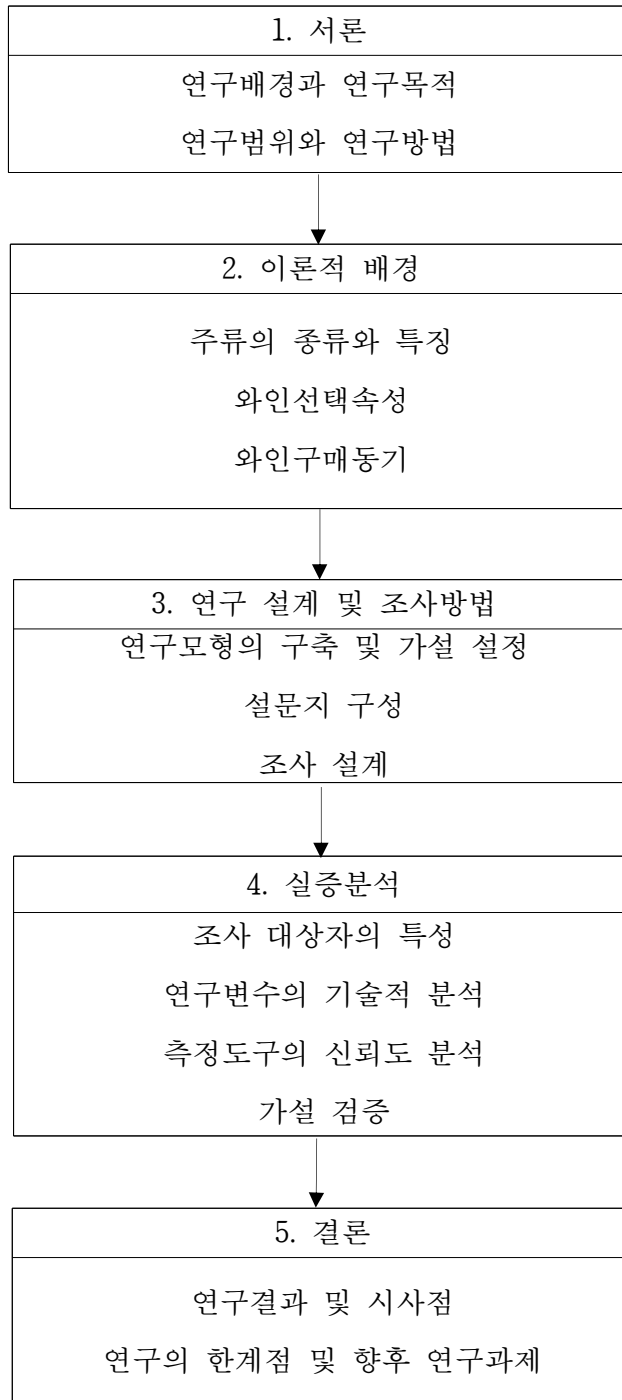 1. 서론
연구배경과 연구목적
연구범위와 연구방법
2. 이론적 배경
주류의 종류와 특징
와인선택속성
와인구매동기
3. 연구 설계 및 조사방법
연구모형의 구축 및 가설 설정
설문지 구성
조사 설계
4. 실증분석
조사 대상자의 특성
연구변수의 기술적 분석
측정도구의 신뢰도 분석
가설 검증
5. 결론
연구결과 및 시사점
연구의 한계점 및 향후 연구과제